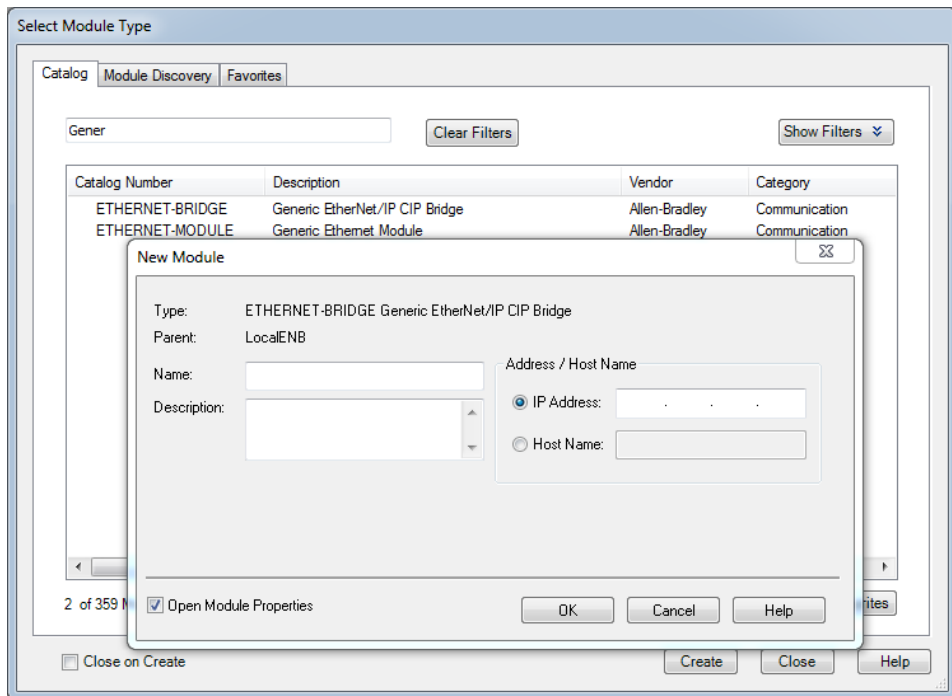 Select Module Type
Catalog Module Discovery Favorites
Gener Clear Filters Show Filters
Catalog Number Description Vendor Category
ETHERNET-BRIDGE Generic EtherNet/IP CIP Bridge Allen-Bradley Communication
ETHERNET-MODULE Generic Ethernet Module Allen-Bradley Communication
New Module
Type: ETHERNET-BRIDGE Generic EtherNet/IP CIP Bridge
Parent: LocalENB
Name:
Description:
Address / Host Name
IP Address: . . .
Host Name:
2 of 359
Open Module Properties OK Cancel Help
Close on Create Create Close Help